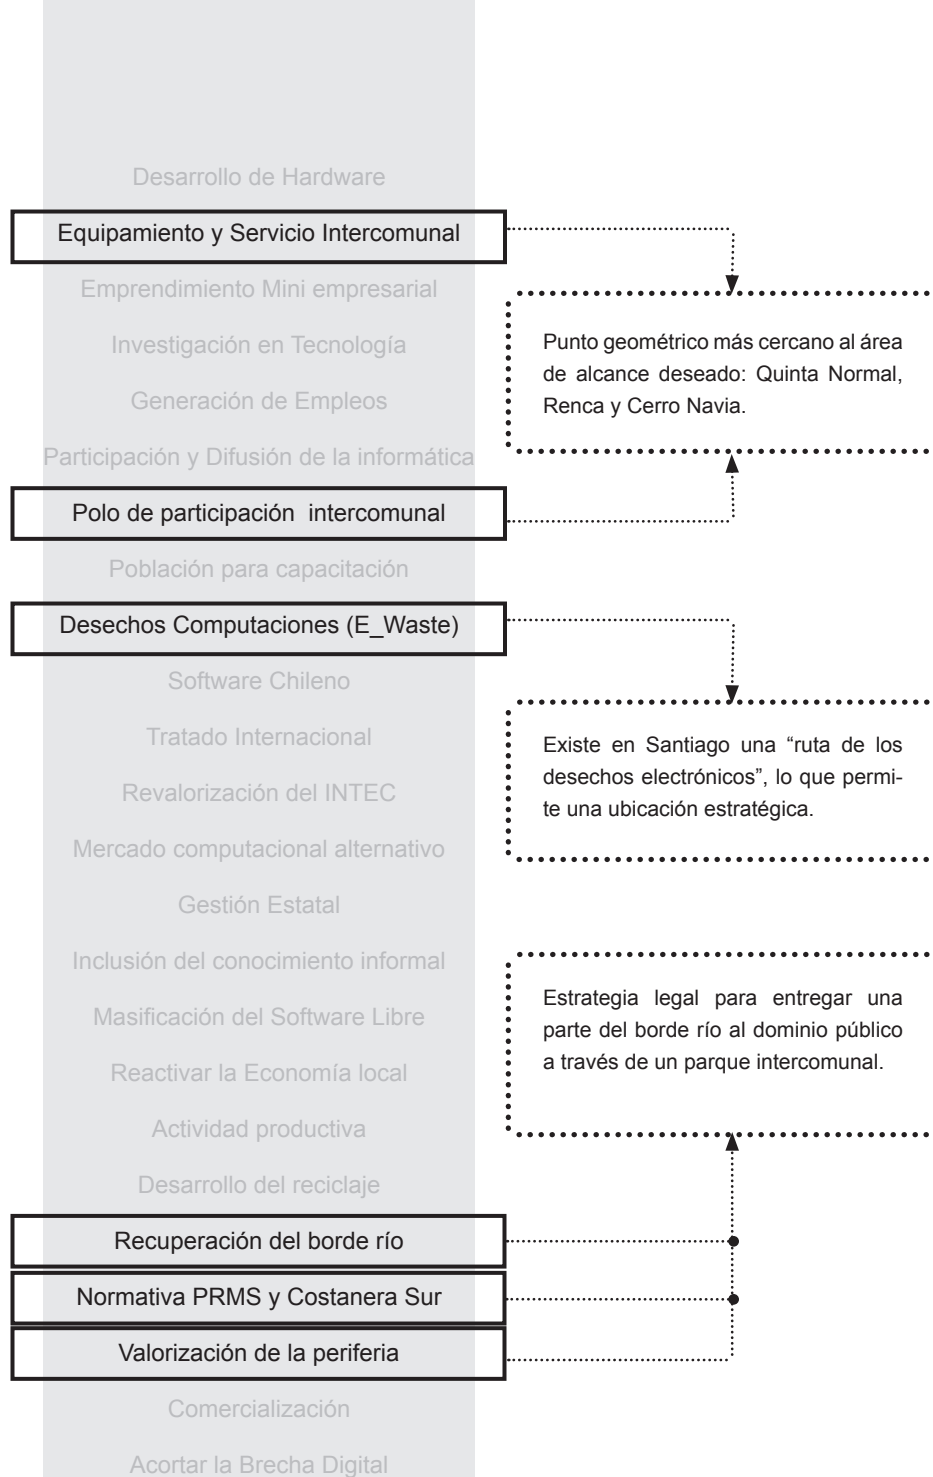 Desarrollo de Hardware
Equipamiento y Servicio Intercomunal
Emprendimiento Mini empresarial
Investigación en Tecnología
Generación de Empleos
Participación y Difusión de la informática
Polo de participación  intercomunal
Población para capacitación
Desechos Computaciones (E_Waste)
Software Chileno
Tratado Internacional
Revalorización del INTEC
Mercado computacional alternativo
Gestión Estatal
Inclusión del conocimiento informal
Masificación del Software Libre
Reactivar la Economía local
Actividad productiva
Desarrollo del reciclaje
Recuperación del borde río
Normativa PRMS y Costanera Sur
Valorización de la periferia
Comercialización
Acortar la Brecha Digital
Punto geométrico más cercano al área
de alcance deseado: Quinta Normal,
Renca y Cerro Navia.
Existe en Santiago una “ruta de los
desechos electrónicos”, lo que permi-
te una ubicación estratégica.
Estrategia legal para entregar una
parte del borde río al dominio público
a través de un parque intercomunal.